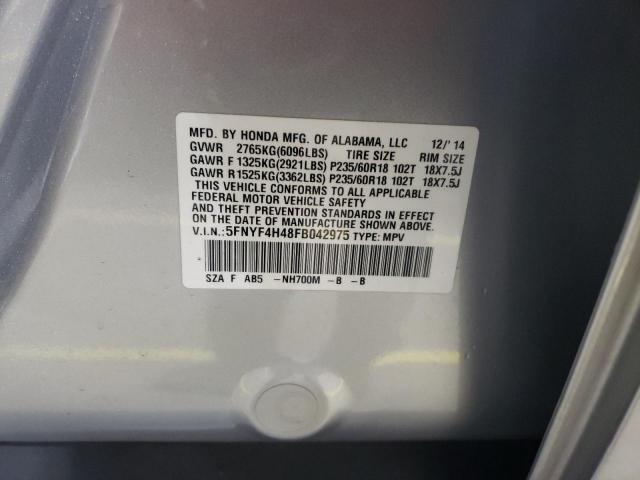 MFD. BY HONDA MFG. OF ALABAMA, LLC 12/'14
GVWR 2765KG(6096LBS) TIRE SIZE RIM SIZE
GAWR F 1325KG(2921LBS) P235/60R18 102T 18X7.5J
GAWR R1525KG(3362LBS) P235/60R18 102T 18X7.5J
THIS VEHICLE CONFORMS TO ALL APPLICABLE
FEDERAL MOTOR VEHICLE SAFETY
AND THEFT PREVENTION STANDARDS IN EFFECT
ON THE DATE OF MANUFACTURE SHOWN ABOVE.
V.I.N.:5FNYF4H48FB042975 TYPE: MPV
SZA F AB5 -NH700M -B -B